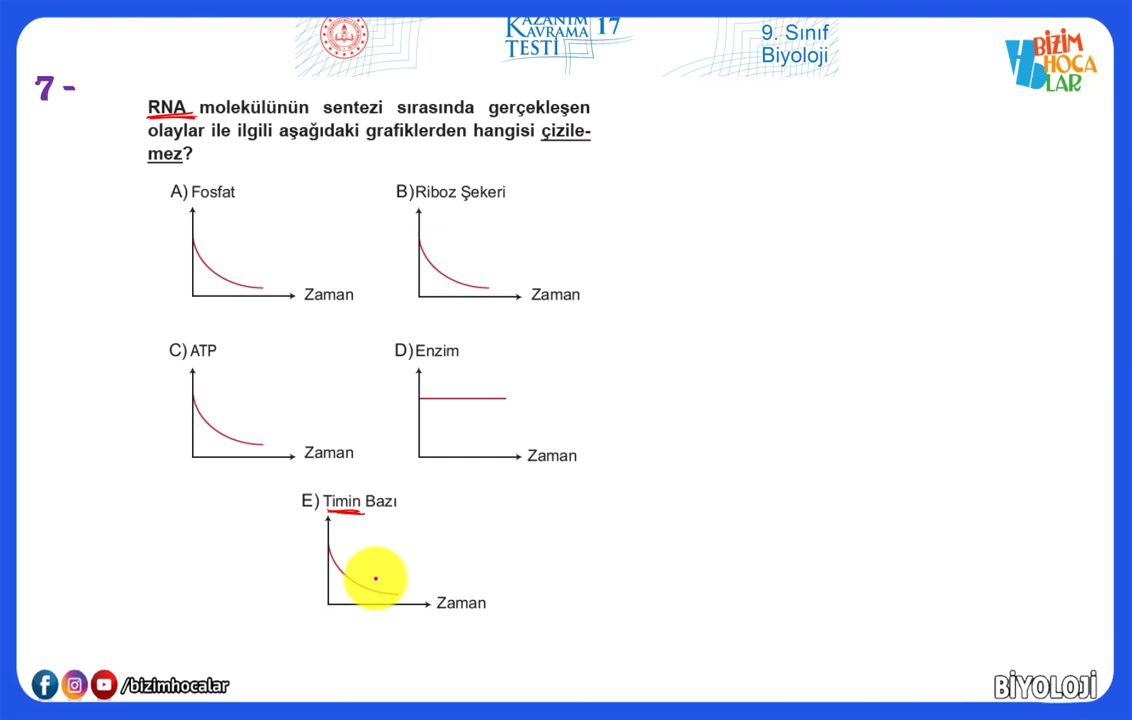 KAZANIM
KAVRAMA
TESTİ
17
9. Sınıf
Biyoloji
BİZİM
HOCA
LAR
7 -
RNA molekülünün sentezi sırasında gerçekleşen
olaylar ile ilgili aşağıdaki grafiklerden hangisi çizile-
mez?
A) Fosfat
Zaman
B) Riboz Şekeri
Zaman
C) ATP
Zaman
D) Enzim
Zaman
E) Timin Bazı
Zaman
/bizimhocalar
BİYOLOJİ